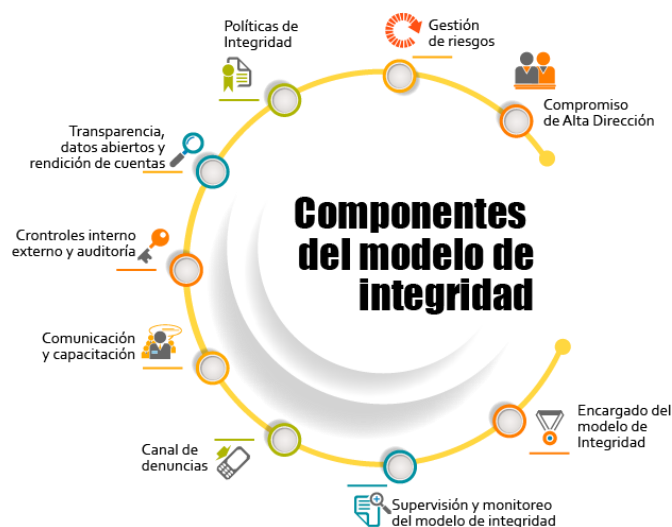 Componentes
del modelo de
integridad
Compromiso
de Alta Dirección
Gestión
de riesgos
Políticas de
Integridad
Transparencia,
datos abiertos y
rendición de cuentas
Crontroles interno
externo y auditoría
Comunicación
y capacitación
Canal de
denuncias
Supervisión y monitoreo
del modelo de integridad
Encargado del
modelo de
Integridad